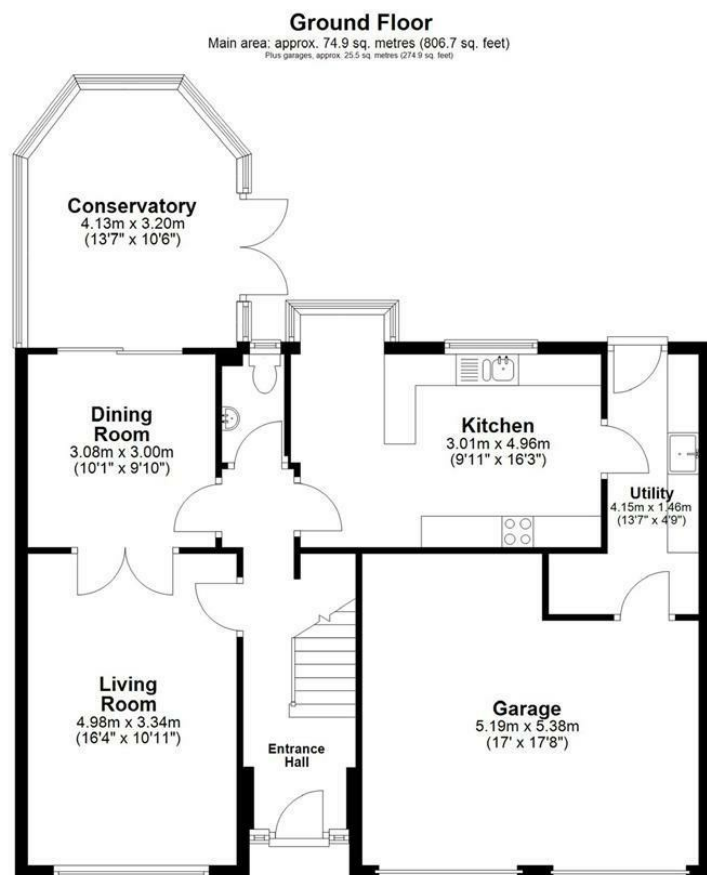 Ground Floor
Main area: approx. 74.9 sq. metres (806.7 sq. feet)
Plus garages, approx. 25.5 sq. metres (274.9 sq. feet)
Conservatory
4.13m x 3.20m
(13'7" x 10'6")
Dining
Room
3.08m x 3.00m
(10'1" x 9'10")
Kitchen
3.01m x 4.96m
(9'11" x 16'3")
Utility
4.15m x 1.46m
(13'7" x 4'9")
Living
Room
4.98m x 3.34m
(16'4" x 10'11")
Entrance
Hall
Garage
5.19m x 5.38m
(17' x 17'8")